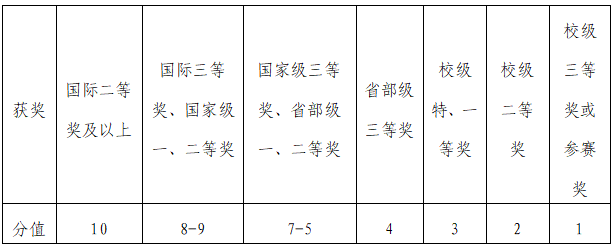 获奖
国际二等
奖及以上
国际三等
奖、国家级
一、二等奖
国家级三等
奖、省部级
一、二等奖
省部级
三等奖
校级
特、一
等奖
校级
二等
奖
校级
三等
奖或
参赛
奖
分值 10 8-9 7-5 4 3 2 1